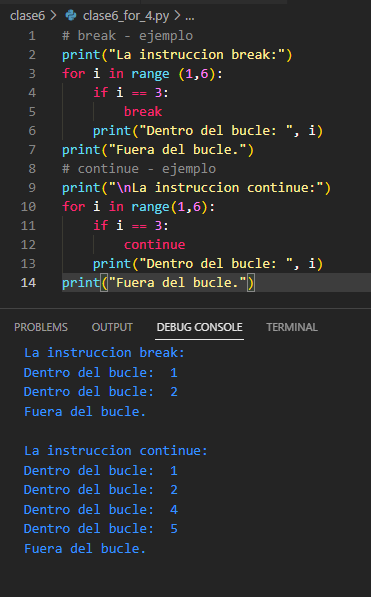 clase6 > clase6_for_4.py > ...
1 # break - ejemplo
2 print("La instruccion break:")
3 for i in range (1,6):
4     if i == 3:
5         break
6     print("Dentro del bucle: ", i)
7 print("Fuera del bucle.")
8 # continue - ejemplo
9 print("\nLa instruccion continue:")
10 for i in range(1,6):
11     if i == 3:
12         continue
13     print("Dentro del bucle: ", i)
14 print("Fuera del bucle.")
PROBLEMS OUTPUT DEBUG CONSOLE TERMINAL
La instruccion break:
Dentro del bucle:  1
Dentro del bucle:  2
Fuera del bucle.

La instruccion continue:
Dentro del bucle:  1
Dentro del bucle:  2
Dentro del bucle:  4
Dentro del bucle:  5
Fuera del bucle.